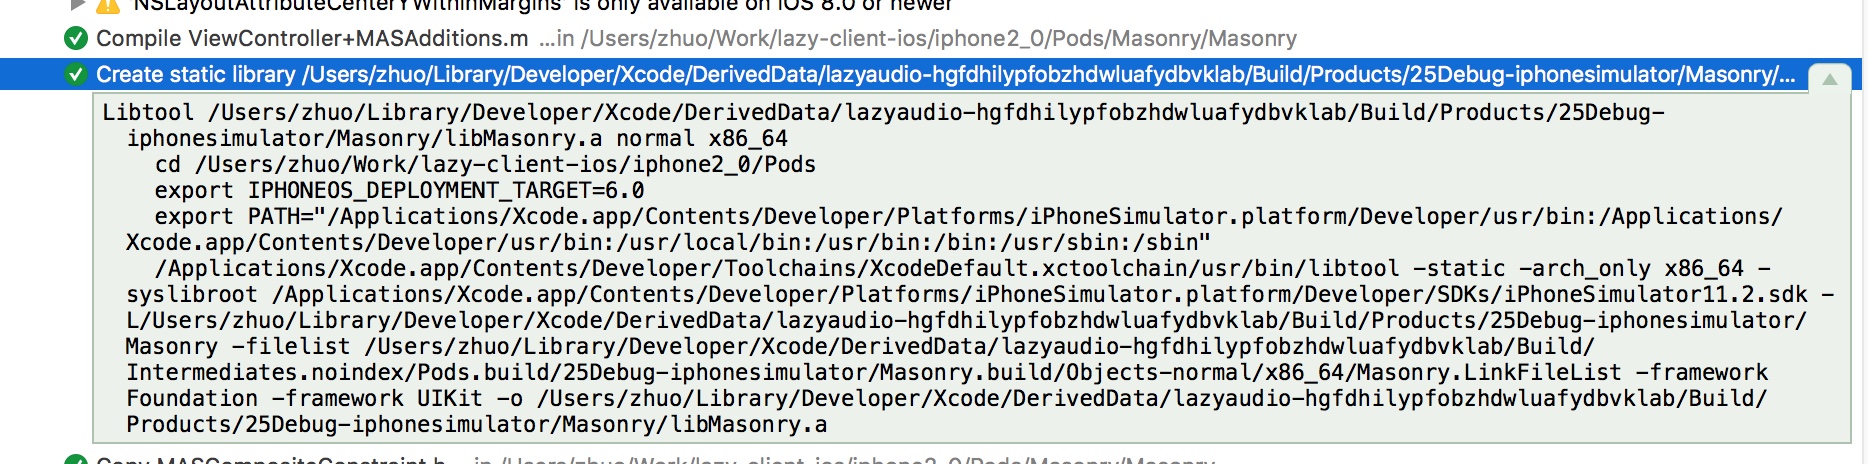 'NSLayoutAttributeCenterYWithinMargins' is only available on iOS 8.0 or newer
Compile ViewController+MASAdditions.m ...in /Users/zhuo/Work/lazy-client-ios/iphone2_0/Pods/Masonry/Masonry
Create static library /Users/zhuo/Library/Developer/Xcode/DerivedData/lazyaudio-hgfdhilypfobzhdwluafydbvklab/Build/Products/25Debug-iphonesimulator/Masonry/...
Libtool /Users/zhuo/Library/Developer/Xcode/DerivedData/lazyaudio-hgfdhilypfobzhdwluafydbvklab/Build/Products/25Debug-
iphonesimulator/Masonry/libMasonry.a normal x86_64
cd /Users/zhuo/Work/lazy-client-ios/iphone2_0/Pods
export IPHONEOS_DEPLOYMENT_TARGET=6.0
export PATH="/Applications/Xcode.app/Contents/Developer/Platforms/iPhoneSimulator.platform/Developer/usr/bin:/Applications/
Xcode.app/Contents/Developer/usr/bin:/usr/local/bin:/usr/bin:/bin:/usr/sbin:/sbin"
/Applications/Xcode.app/Contents/Developer/Toolchains/XcodeDefault.xctoolchain/usr/bin/libtool -static -arch_only x86_64 -
syslibroot /Applications/Xcode.app/Contents/Developer/Platforms/iPhoneSimulator.platform/Developer/SDKs/iPhoneSimulator11.2.sdk -
L/Users/zhuo/Library/Developer/Xcode/DerivedData/lazyaudio-hgfdhilypfobzhdwluafydbvklab/Build/Products/25Debug-iphonesimulator/
Masonry -filelist /Users/zhuo/Library/Developer/Xcode/DerivedData/lazyaudio-hgfdhilypfobzhdwluafydbvklab/Build/
Intermediates.noindex/Pods.build/25Debug-iphonesimulator/Masonry.build/Objects-normal/x86_64/Masonry.LinkFileList -framework
Foundation -framework UIKit -o /Users/zhuo/Library/Developer/Xcode/DerivedData/lazyaudio-hgfdhilypfobzhdwluafydbvklab/Build/
Products/25Debug-iphonesimulator/Masonry/libMasonry.a
Copy MASCompositeConstraint.h ...in /Users/zhuo/Work/lazy-client-ios/iphone2_0/Pods/Masonry/Masonry